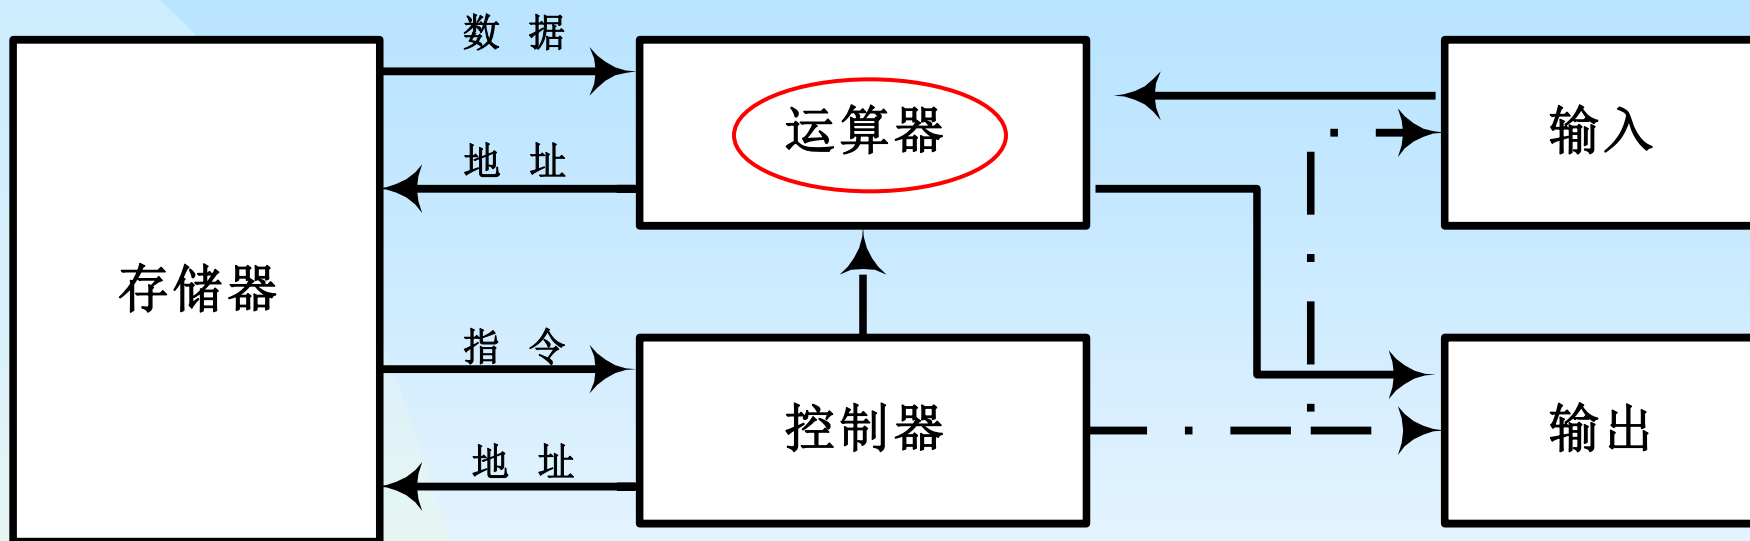 数 据
运算器
输入
地 址
存储器
指 令
控制器
输出
地 址